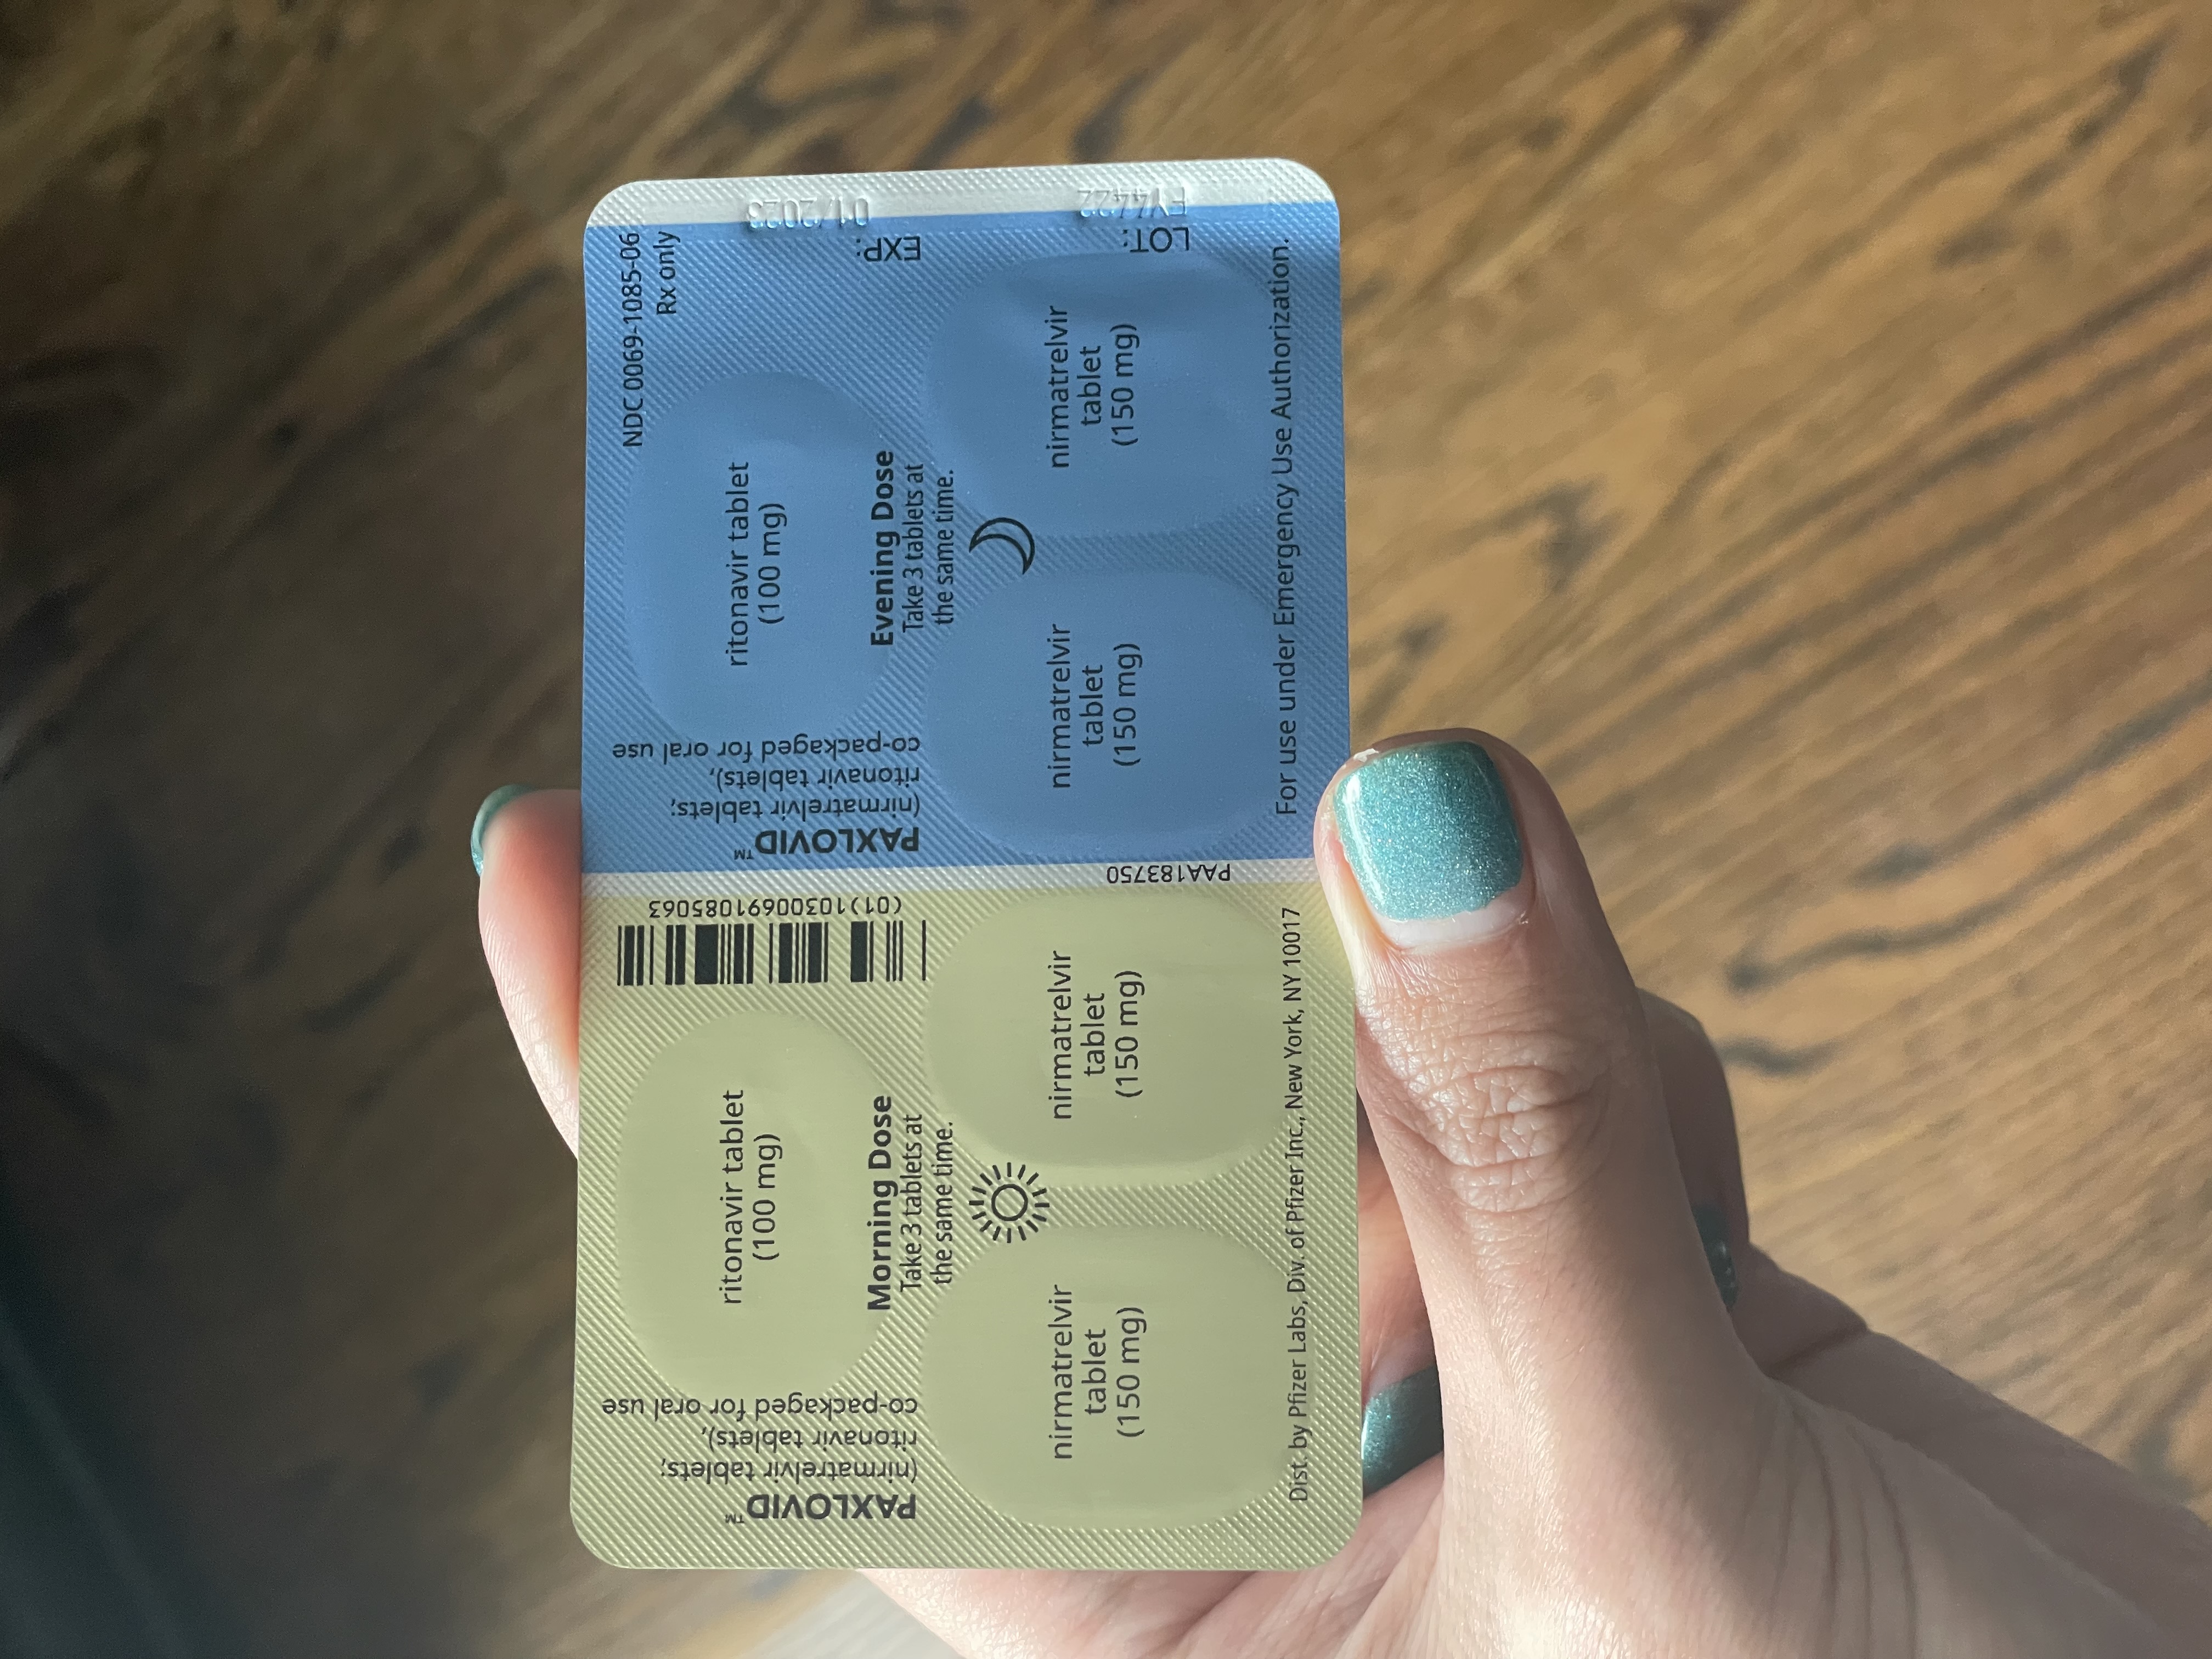 PAXLOVID™
(nirmatrelvir tablets;
ritonavir tablets),
co-packaged for oral use
ritonavir tablet
(100 mg)
Morning Dose
Take 3 tablets at
the same time.
nirmatrelvir
tablet
(150 mg)
nirmatrelvir
tablet
(150 mg)
(01)10300691085063
Dist. by Pfizer Labs, Div. of Pfizer Inc., New York, NY 10017
PAA183750
PAXLOVID™
(nirmatrelvir tablets;
ritonavir tablets),
co-packaged for oral use
NDC 0069-1085-06
Rx only
ritonavir tablet
(100 mg)
Evening Dose
Take 3 tablets at
the same time.
nirmatrelvir
tablet
(150 mg)
nirmatrelvir
tablet
(150 mg)
For use under Emergency Use Authorization.
EXP:
01/2023
LOT: